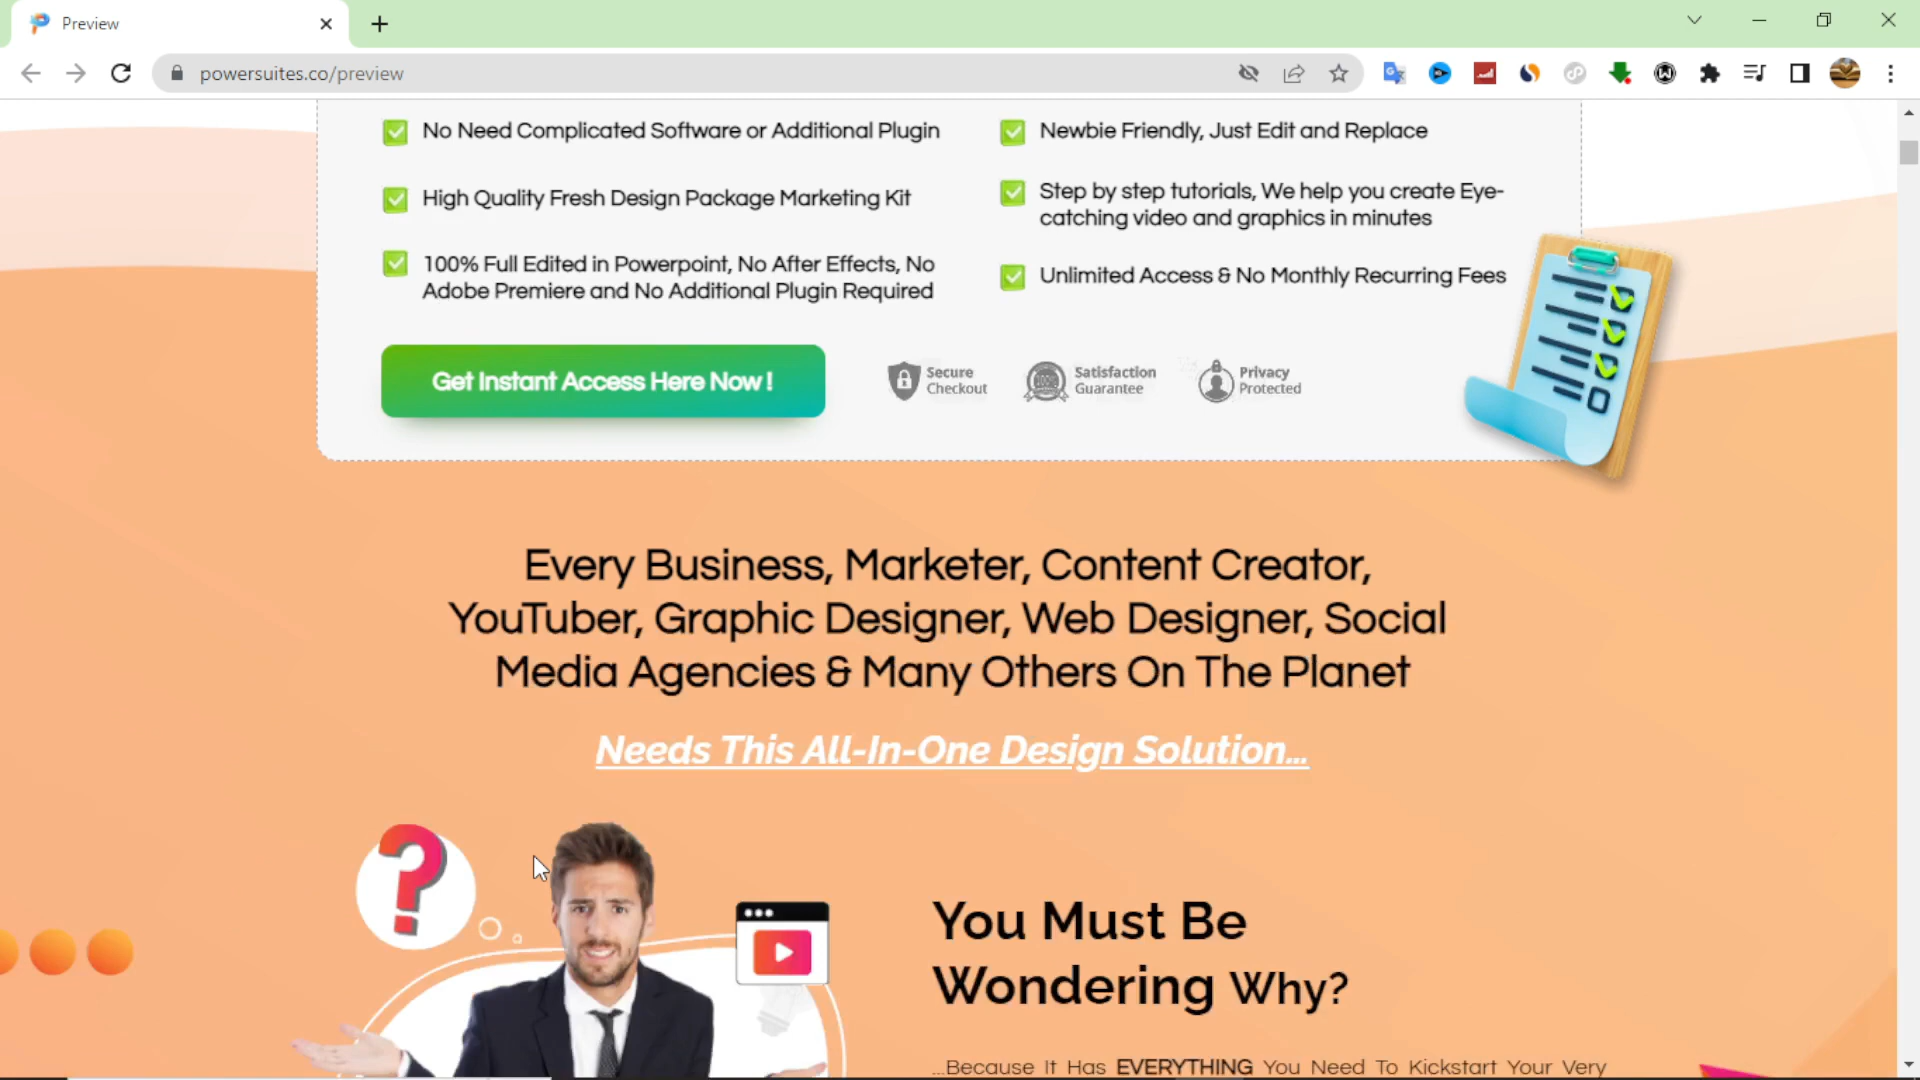 Preview
powersuites.co/preview
No Need Complicated Software or Additional Plugin
Newbie Friendly, Just Edit and Replace
High Quality Fresh Design Package Marketing Kit
Step by step tutorials, We help you create Eye-
catching video and graphics in minutes
100% Full Edited in Powerpoint, No After Effects, No
Adobe Premiere and No Additional Plugin Required
Unlimited Access & No Monthly Recurring Fees
Get Instant Access Here Now !
Secure
Checkout
Satisfaction
Guarantee
Privacy
Protected
Every Business, Marketer, Content Creator,
YouTuber, Graphic Designer, Web Designer, Social
Media Agencies & Many Others On The Planet
Needs This All-In-One Design Solution...
You Must Be
Wondering Why?
...Because It Has EVERYTHING You Need To Kickstart Your Very